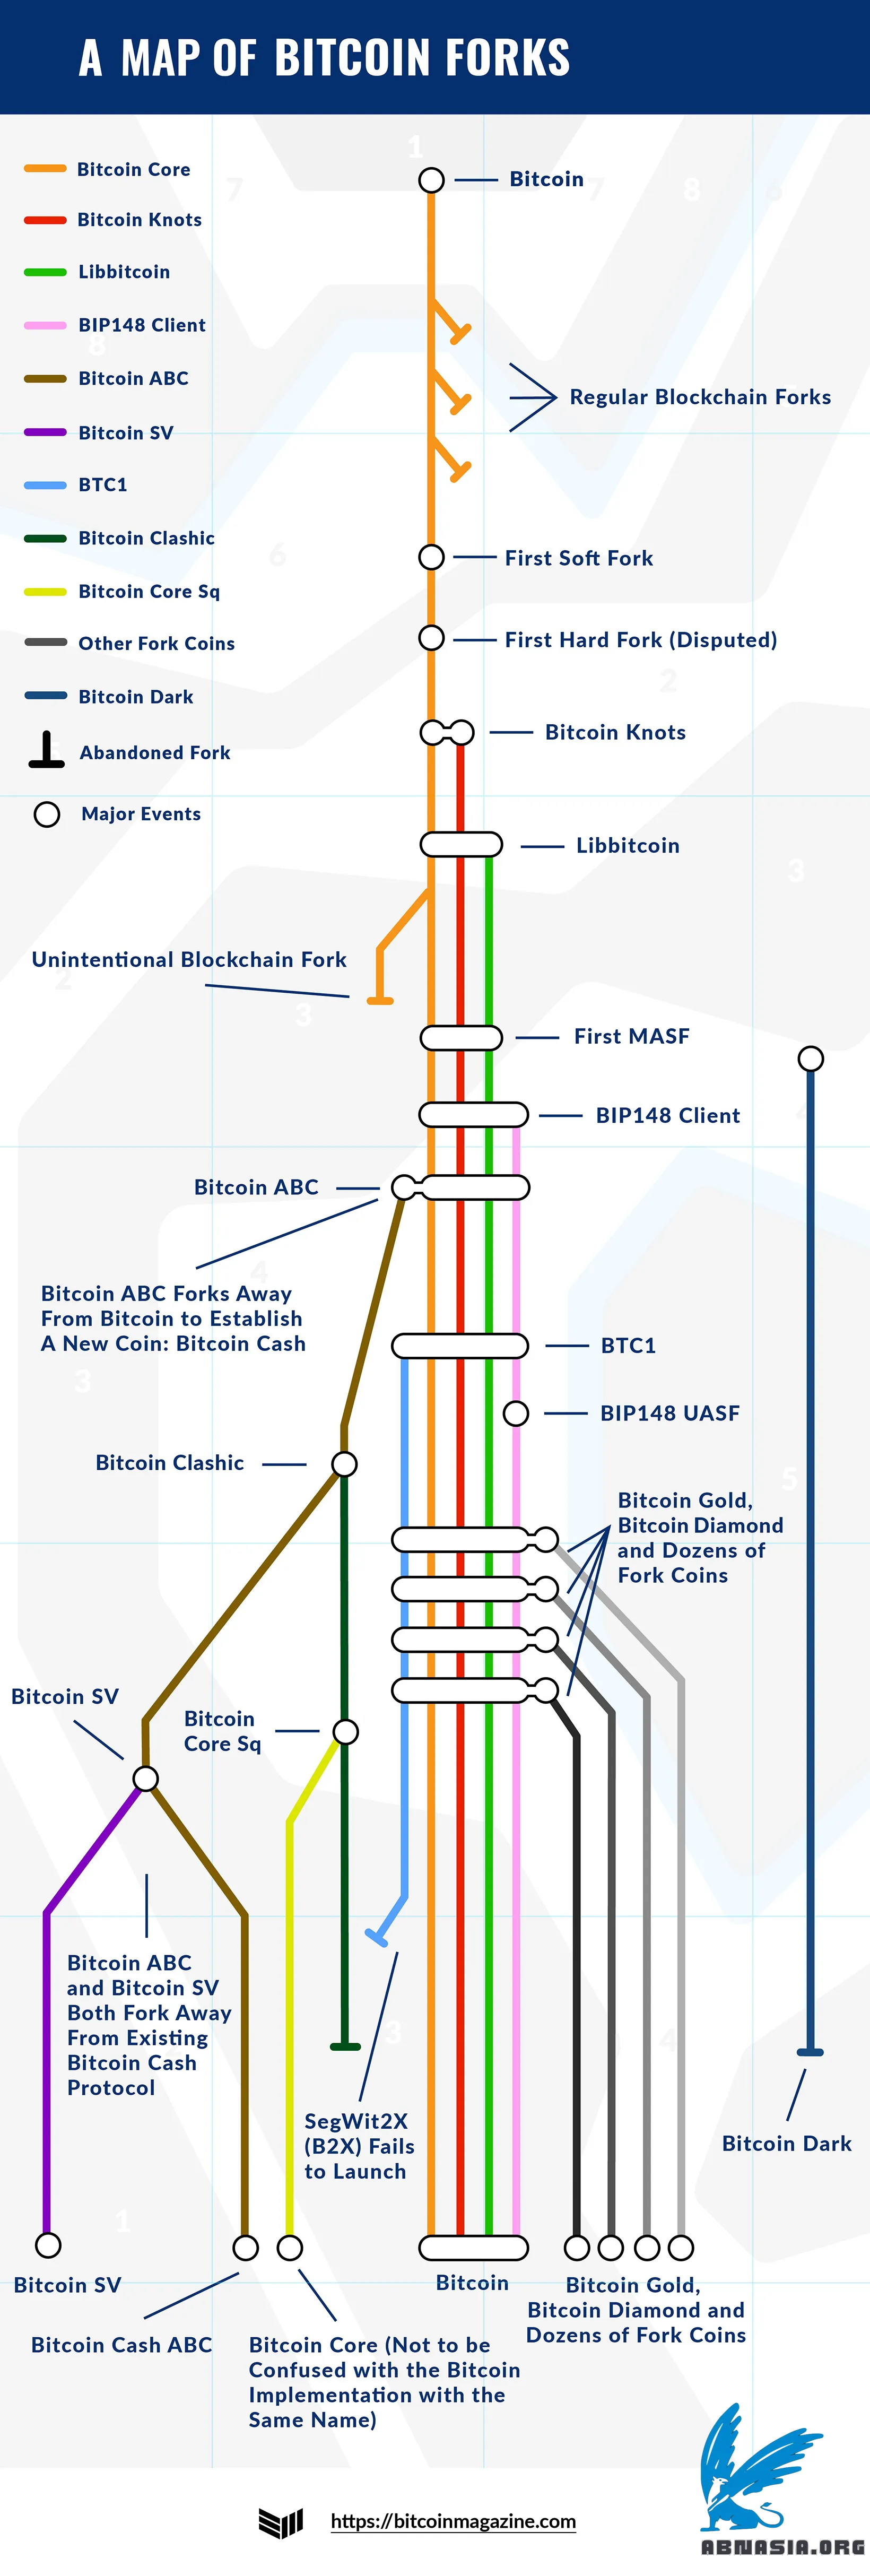 A MAP OF BITCOIN FORKS
Bitcoin Core
Bitcoin Knots
Libbitcoin
BIP148 Client
Bitcoin ABC
Bitcoin SV
BTC1
Bitcoin Clashic
Bitcoin Core Sq
Other Fork Coins
Bitcoin Dark
Abandoned Fork
Major Events
Bitcoin
Regular Blockchain Forks
First Soft Fork
First Hard Fork (Disputed)
Bitcoin Knots
Libbitcoin
Unintentional Blockchain Fork
First MASF
BIP148 Client
Bitcoin ABC
Bitcoin ABC Forks Away
From Bitcoin to Establish
A New Coin: Bitcoin Cash
BTC1
BIP148 UASF
Bitcoin Clashic
Bitcoin Gold,
Bitcoin Diamond
and Dozens of
Fork Coins
Bitcoin SV
Bitcoin
Core Sq
Bitcoin ABC
and Bitcoin SV
Both Fork Away
From Existing
Bitcoin Cash
Protocol
SegWit2X
(B2X) Fails
to Launch
Bitcoin Dark
Bitcoin SV
Bitcoin Cash ABC
Bitcoin Core (Not to be
Confused with the Bitcoin
Implementation with the
Same Name)
Bitcoin
Bitcoin Gold,
Bitcoin Diamond and
Dozens of Fork Coins
https://bitcoinmagazine.com
ABNASIA.ORG